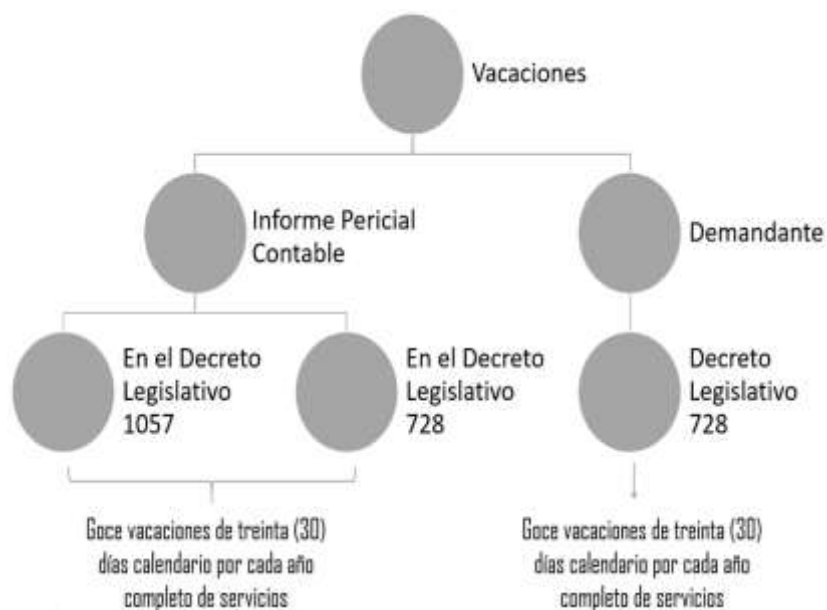 Vacaciones
Informe Pericial
Contable
Demandante
En el Decreto
Legislativo
1057
En el Decreto
Legislativo
728
Decreto
Legislativo
728
Goce vacaciones de treinta (30)
días calendario por cada año
completo de servicios
Goce vacaciones de treinta (30)
días calendario por cada año
completo de servicios